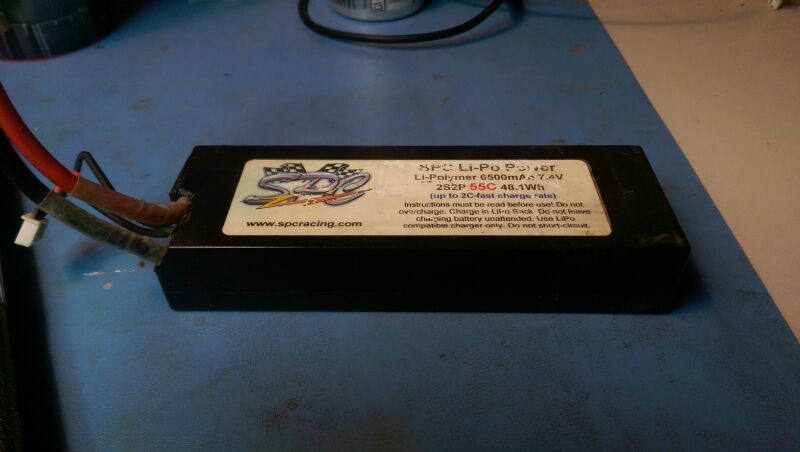 SPC
www.spcracing.com
SPC Li-Po Power
Li-Polymer 6500mAh 7.4V
2S2P 55C 48.1Wh
(up to 2C-fast charge rate)
Instructions must be read before use! Do not
overcharge. Charge in LiPo Sack. Do not leave
charging battery unattended. Use LiPo
compatible charger only. Do not short-circuit.